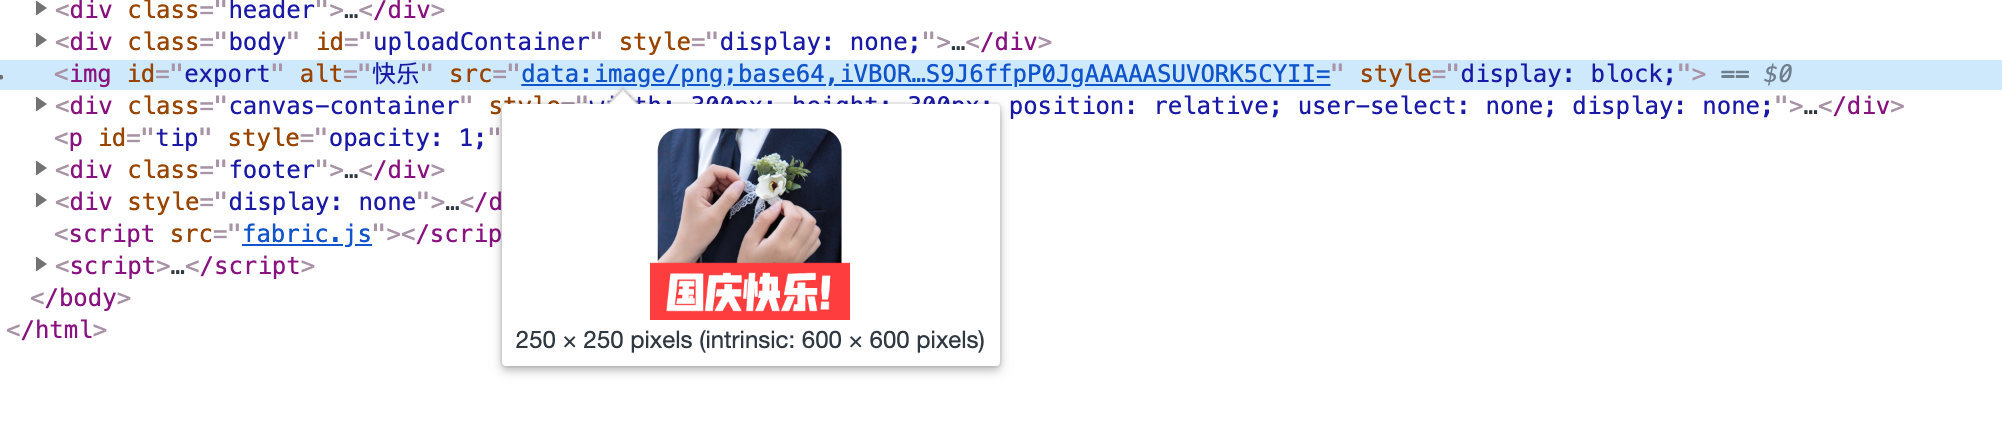 <div class="header">…</div>
<div class="body" id="uploadContainer" style="display: none;">…</div>
<img id="export" alt="快乐" src="data:image/png;base64,iVBOR…S9J6ffpP0JgAAAAASUVORK5CYII=" style="display: block;"> == $0
<div class="canvas-container" style="width: 300px; height: 300px; position: relative; user-select: none; display: none;">…</div>
<p id="tip" style="opacity: 1;"
<div class="footer">…</div>
<div style="display: none">…</d
<script src="fabric.js"></scrip
<script>…</script>
</body>
</html>
国庆快乐!
250 × 250 pixels (intrinsic: 600 × 600 pixels)